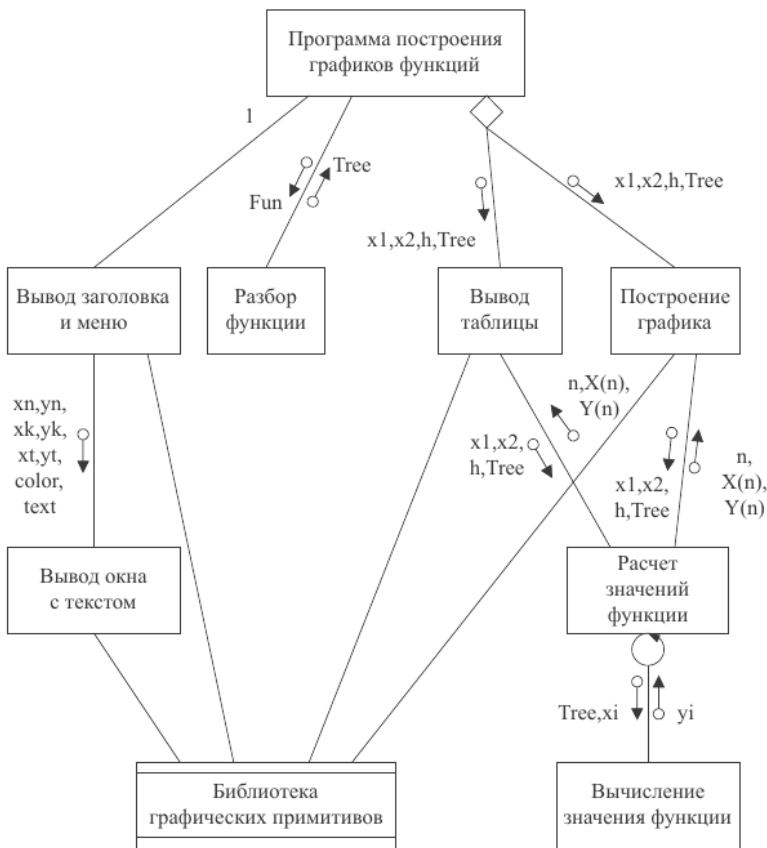 Программа построения
графиков функций
1
Tree
Fun
x1,x2,h,Tree
x1,x2,h,Tree
Вывод заголовка
и меню
Разбор
функции
Вывод
таблицы
Построение
графика
xn,yn,
xk,yk,
xt,yt,
color,
text
n,X(n),
Y(n)
x1,x2,
h,Tree
x1,x2,
h,Tree
n,
X(n),
Y(n)
Вывод окна
с текстом
Расчет
значений
функции
Tree,xi
yi
Библиотека
графических примитивов
Вычисление
значения функции